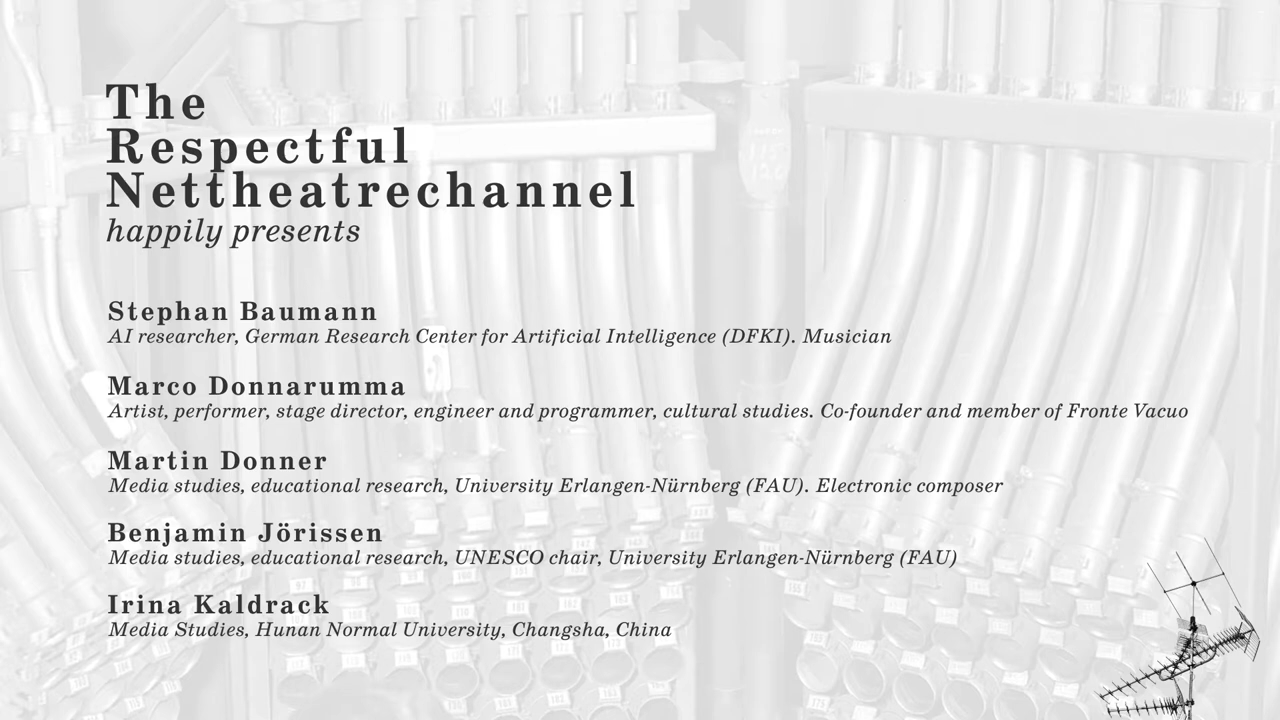 The
Respectful
Nettheatrechannel
happily presents
Stephan Baumann
AI researcher, German Research Center for Artificial Intelligence (DFKI). Musician
Marco Donnarumma
Artist, performer, stage director, engineer and programmer, cultural studies. Co-founder and member of Fronte Vacuo
Martin Donner
Media studies, educational research, University Erlangen-Nürnberg (FAU). Electronic composer
Benjamin Jörissen
Media studies, educational research, UNESCO chair, University Erlangen-Nürnberg (FAU)
Irina Kaldrack
Media Studies, Hunan Normal University, Changsha, China